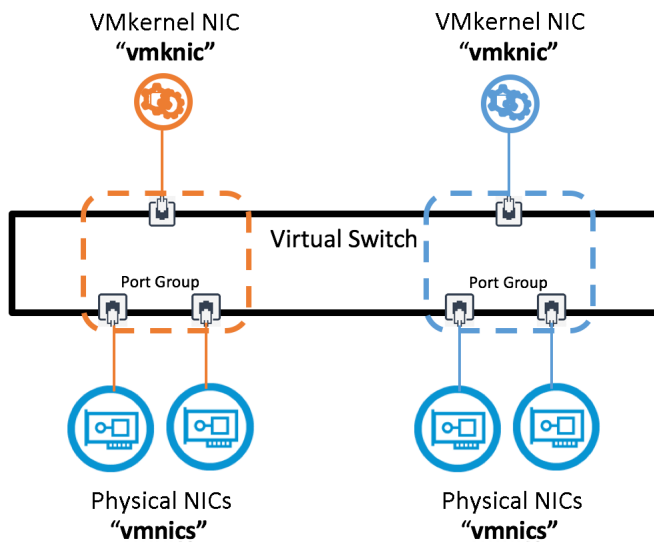 VMkernel NIC
“vmknic”
VMkernel NIC
“vmknic”
Virtual Switch
Port Group
Port Group
Physical NICs
“vmnics”
Physical NICs
“vmnics”